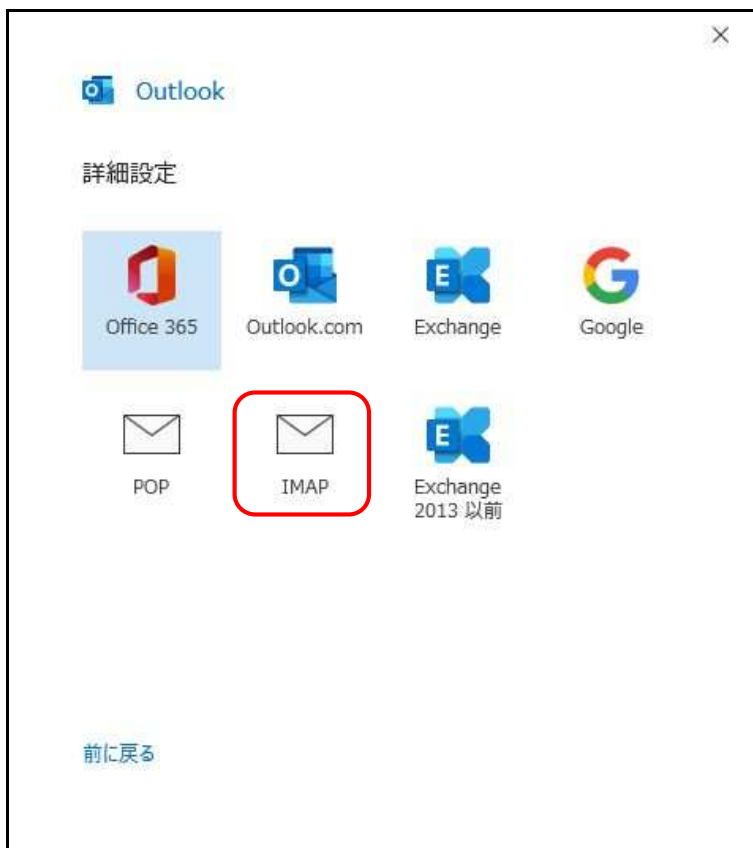 Outlook
詳細設定
Office 365
Outlook.com
Exchange
Google
POP
IMAP
Exchange
2013 以前
前に戻る